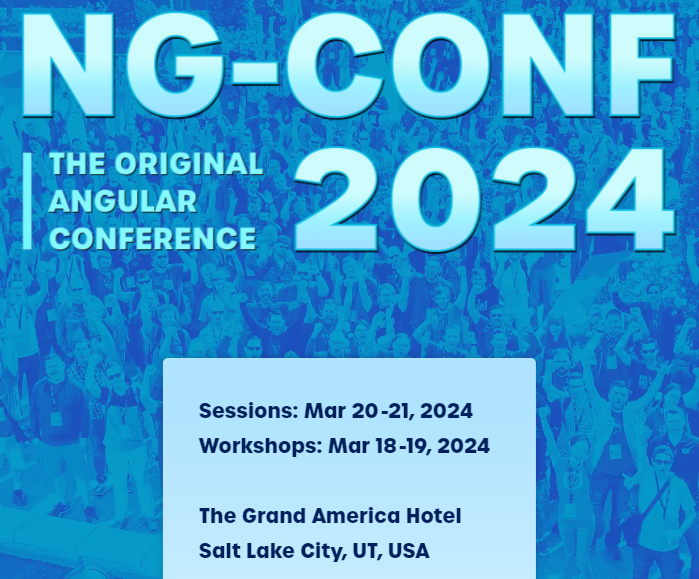 NG-CONF
THE ORIGINAL
ANGULAR
CONFERENCE
2024
Sessions: Mar 20-21, 2024
Workshops: Mar 18-19, 2024
The Grand America Hotel
Salt Lake City, UT, USA